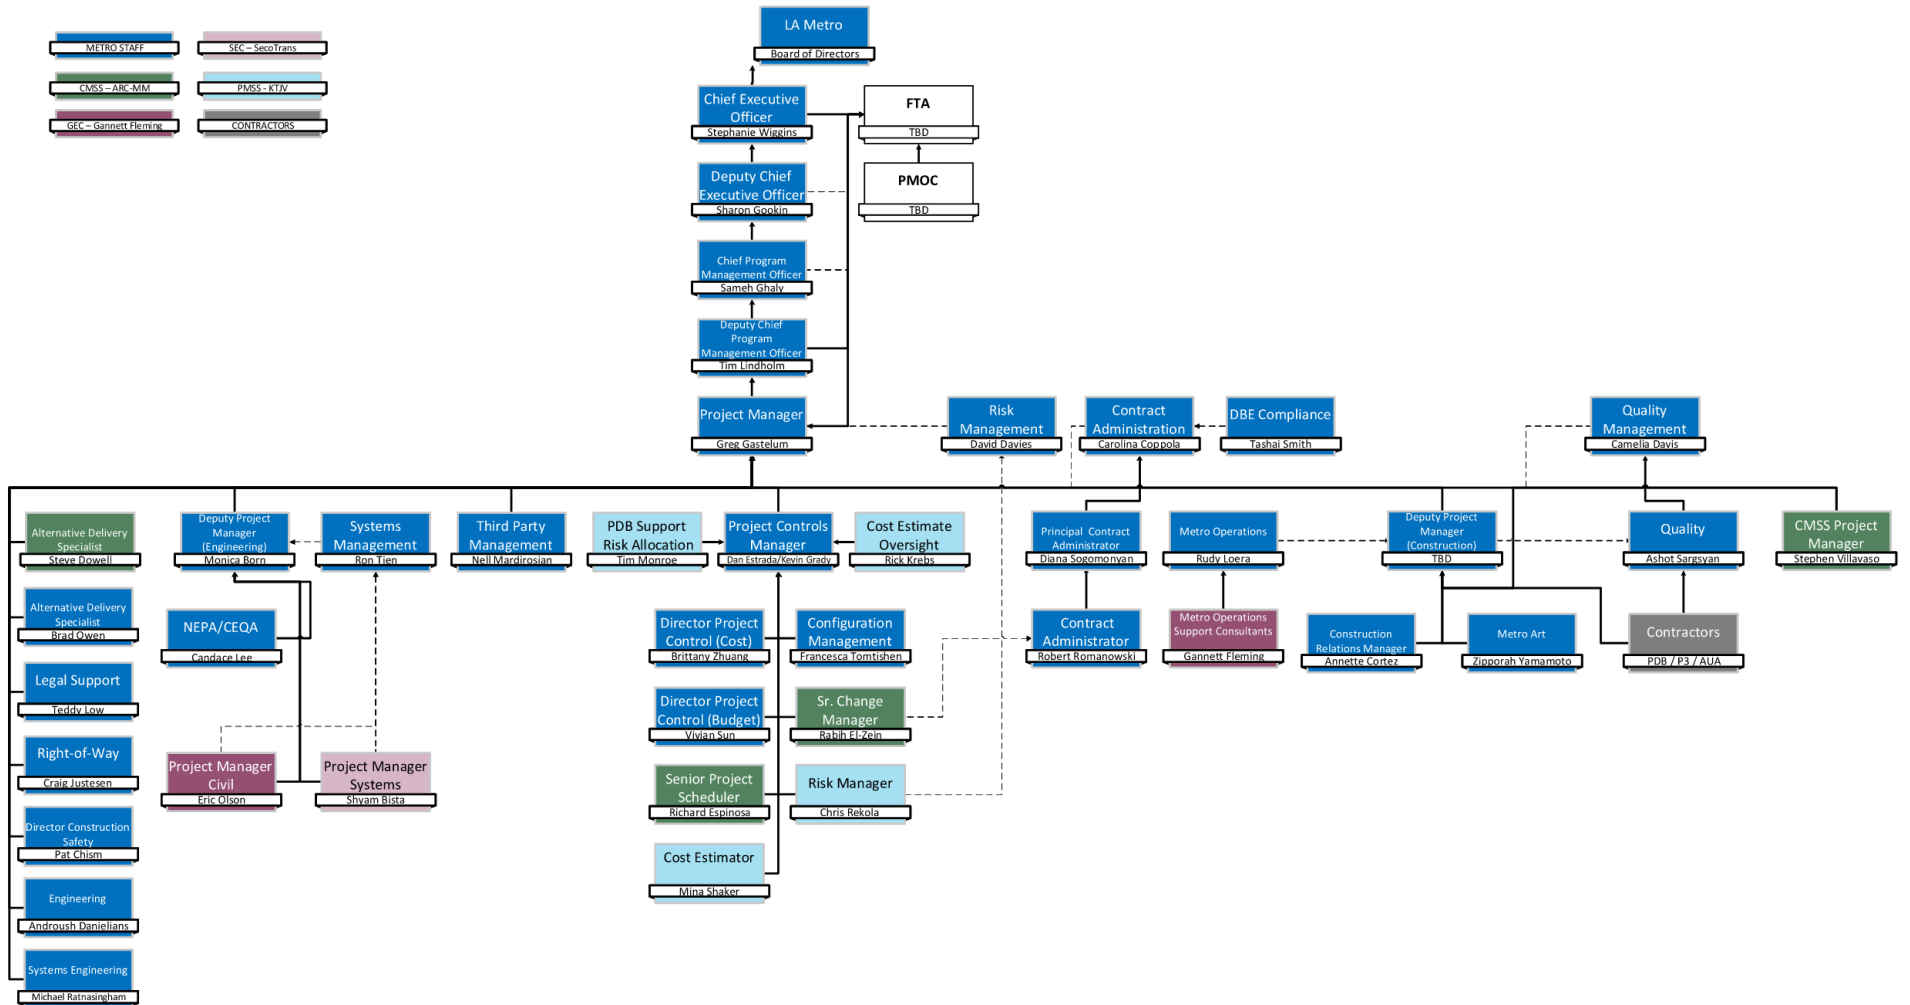 LA Metro
Board of Directors
METRO STAFF
SEC – SecoTrans
CMSS – ARC-MM
PMSS - KTJV
GEC – Gannett Fleming
CONTRACTORS
Chief Executive
Officer
Stephanie Wiggins
FTA
TBD
Deputy Chief
Executive Officer
Sharon Gookin
PMOC
TBD
Chief Program
Management Officer
Sameh Ghaly
Deputy Chief
Program
Management Officer
Tim Lindholm
Project Manager
Greg Gastelum
Risk
Management
David Davies
Contract
Administration
Carolina Coppola
DBE Compliance
Tashai Smith
Quality
Management
Camelia Davis
Alternative Delivery
Specialist
Steve Dowell
Deputy Project
Manager
(Engineering)
Monica Born
Systems
Management
Ron Tien
Third Party
Management
Nell Mardirosian
PDB Support
Risk Allocation
Tim Monroe
Project Controls
Manager
Dan Estrada/Kevin Grady
Cost Estimate
Oversight
Rick Krebs
Principal Contract
Administrator
Diana Sogomonyan
Metro Operations
Rudy Loera
Deputy Project
Manager
(Construction)
TBD
Quality
Ashot Sargsyan
CMSS Project
Manager
Stephen Villavaso
Alternative Delivery
Specialist
Brad Owen
NEPA/CEQA
Candace Lee
Director Project
Control (Cost)
Brittany Zhuang
Configuration
Management
Francesca Tomtishen
Contract
Administrator
Robert Romanowski
Metro Operations
Support Consultants
Gannett Fleming
Construction
Relations Manager
Annette Cortez
Metro Art
Zipporah Yamamoto
Contractors
PDB / P3 / AUA
Legal Support
Teddy Low
Director Project
Control (Budget)
Vivian Sun
Sr. Change
Manager
Rabih El-Zein
Right-of-Way
Craig Justesen
Project Manager
Civil
Eric Olson
Project Manager
Systems
Shyam Bista
Senior Project
Scheduler
Richard Espinosa
Risk Manager
Chris Rekola
Director Construction
Safety
Pat Chism
Cost Estimator
Mina Shaker
Engineering
Androush Danielians
Systems Engineering
Michael Ratnasingham